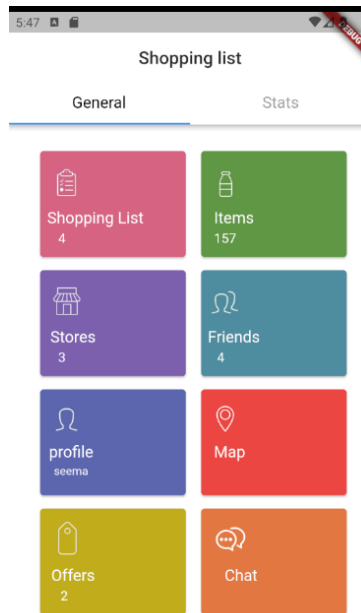 5:47
DEBUG
Shopping list
General Stats
Shopping List
4
Items
157
Stores
3
Friends
4
profile
seema
Map
Offers
2
Chat